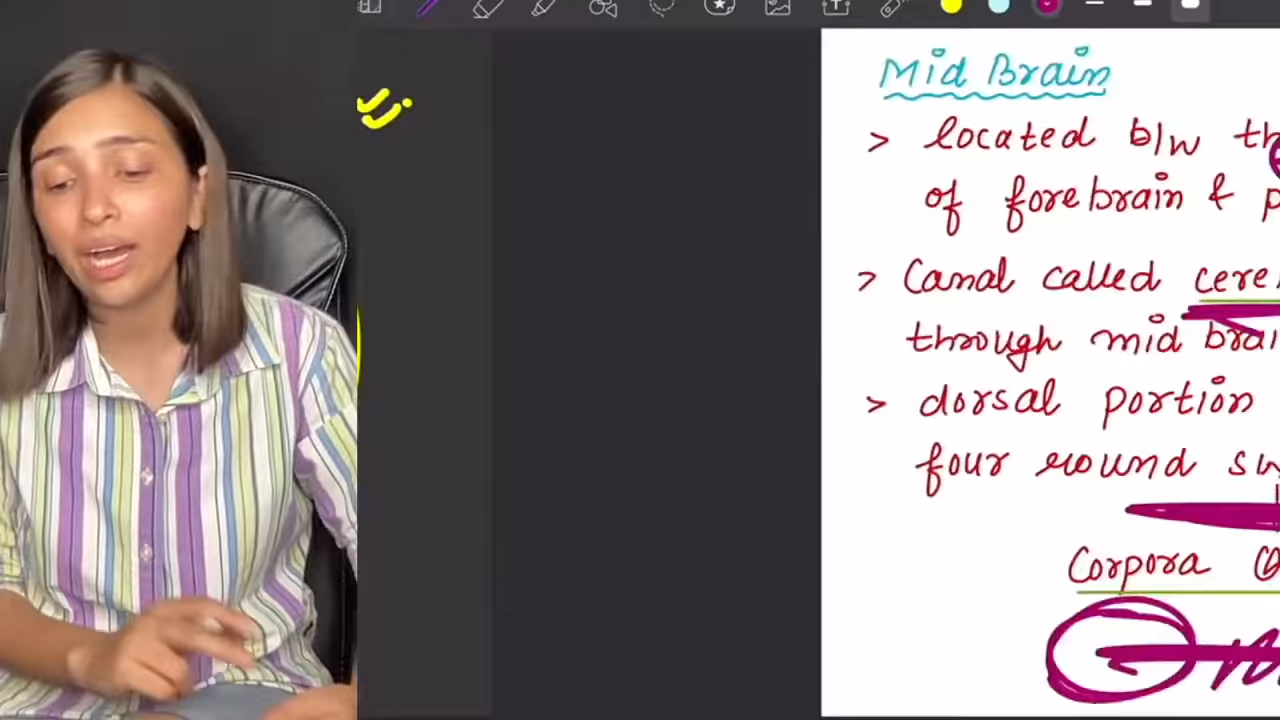 Mid Brain
> located b/w th
of forebrain &
> Canal called cere
through mid brai
> dorsal portion
four round sw
Corpora